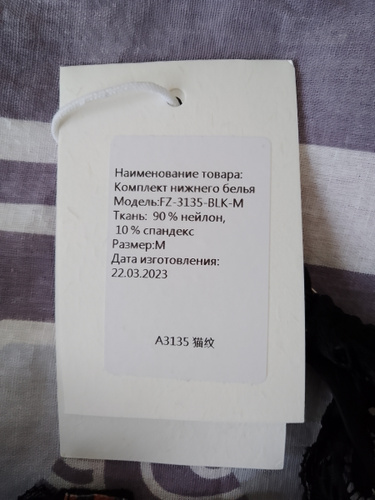 Наименование товара:
Комплект нижнего белья
Модель:FZ-3135-BLK-M
Ткань: 90 % нейлон,
10 % спандекс
Размер:M
Дата изготовления:
22.03.2023
A3135 猫纹